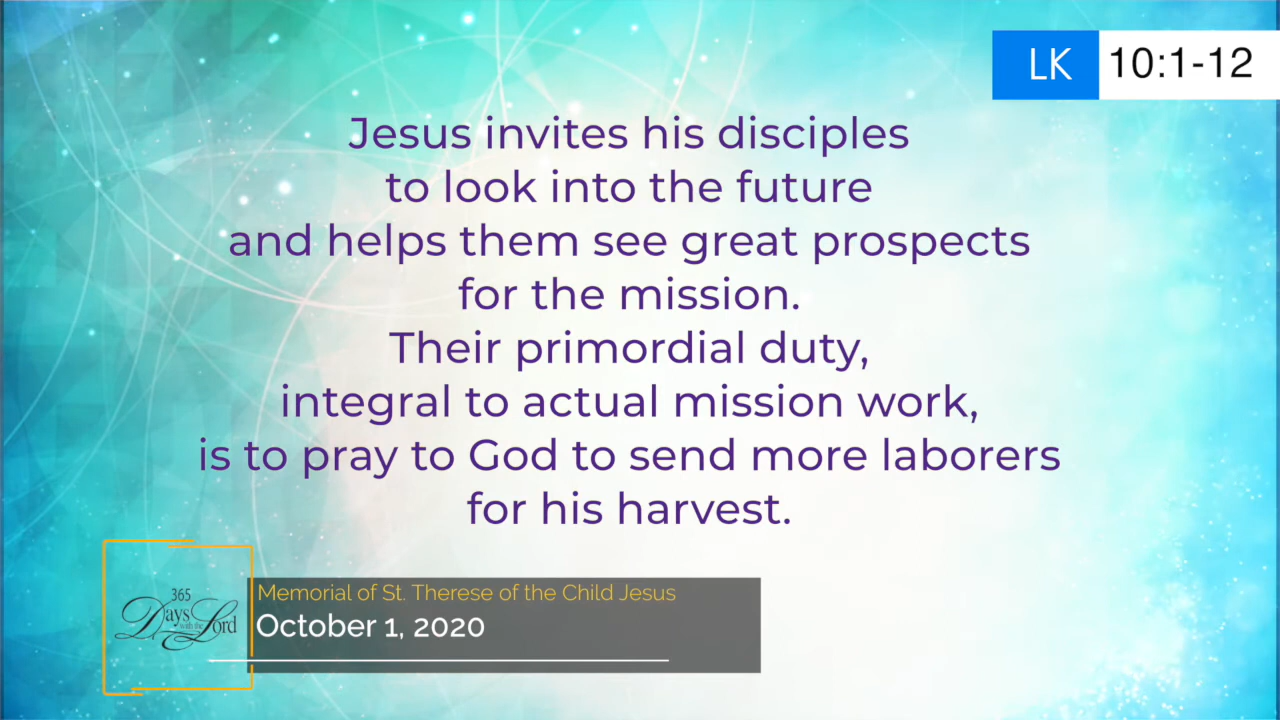 LK 10:1-12
Jesus invites his disciples
to look into the future
and helps them see great prospects
for the mission.
Their primordial duty,
integral to actual mission work,
is to pray to God to send more laborers
for his harvest.
365
Days with the Lord
Memorial of St. Therese of the Child Jesus
October 1, 2020